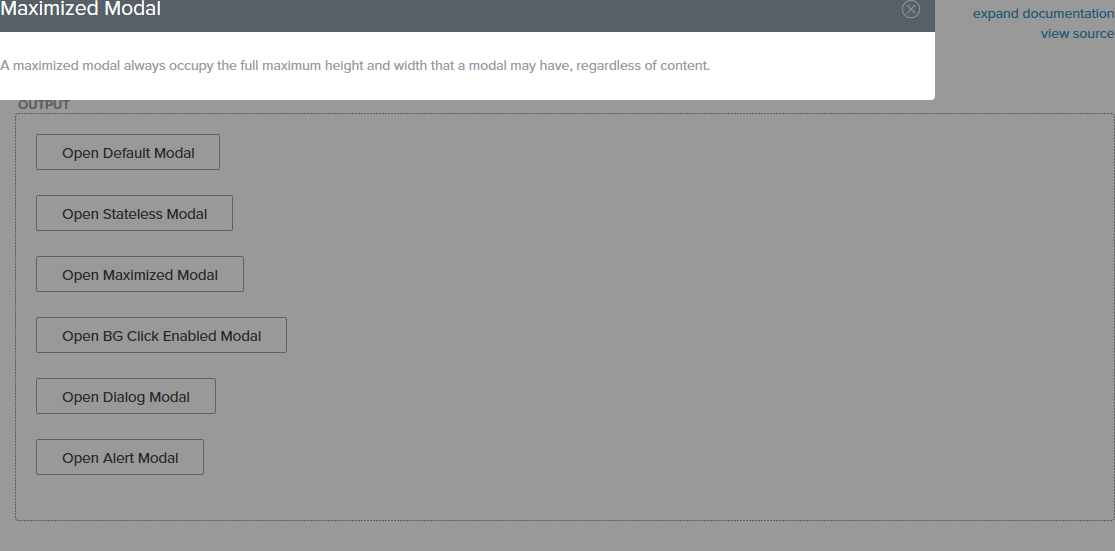 Maximized Modal
expand documentation
view source
A maximized modal always occupy the full maximum height and width that a modal may have, regardless of content.
OUTPUT
Open Default Modal
Open Stateless Modal
Open Maximized Modal
Open BG Click Enabled Modal
Open Dialog Modal
Open Alert Modal